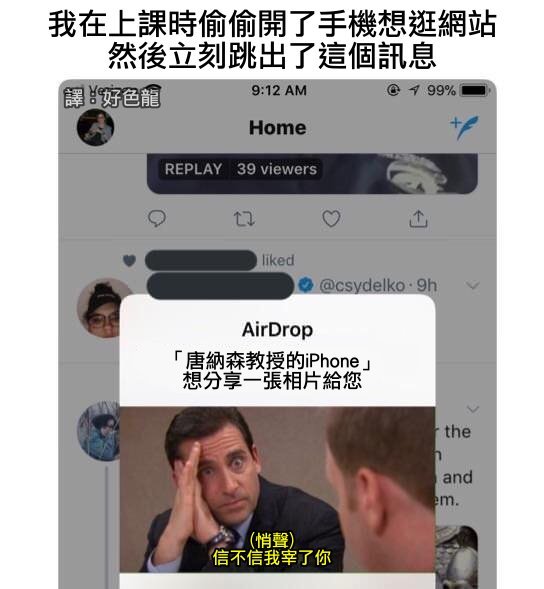 我在上課時偷偷開了手機想逛網站
然後立刻跳出了這個訊息
譯：好色龍
9:12 AM
99%
Home
REPLAY 39 viewers
liked
@csydelko · 9h
AirDrop
「唐納森教授的iPhone」
想分享一張相片給您
the
and
em.
(悄聲)
信不信我宰了你